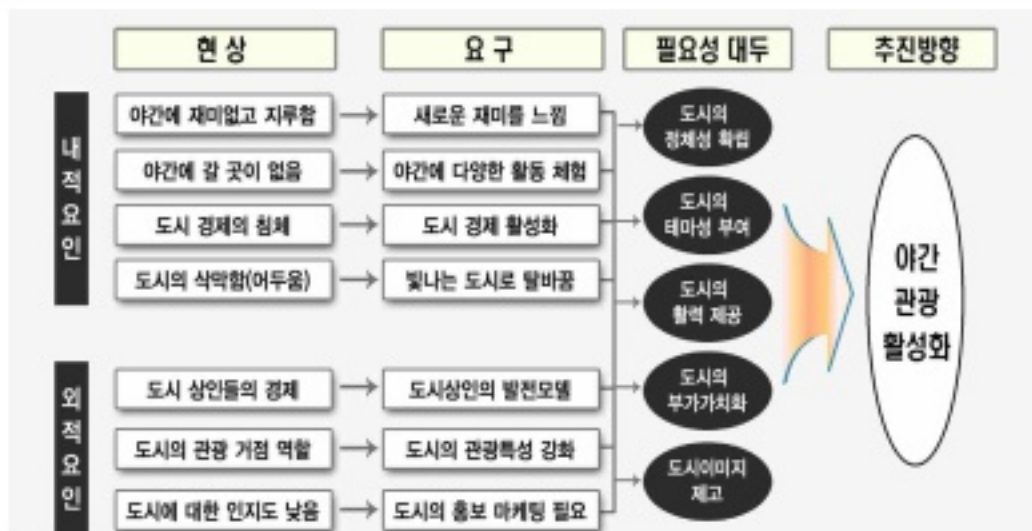 현 상
요 구
필요성 대두
추진방향
내적요인
야간에 재미없고 지루함
새로운 재미를 느낌
야간에 갈 곳이 없음
야간에 다양한 활동 체험
도시 경제의 침체
도시 경제 활성화
도시의 삭막함(어두움)
빛나는 도시로 탈바꿈
외적요인
도시 상인들의 경제
도시상인의 발전모델
도시의 관광 거점 역할
도시의 관광특성 강화
도시에 대한 인지도 낮음
도시의 홍보 마케팅 필요
도시의
정체성 확립
도시의
테마성 부여
도시의
활력 제공
도시의
부가가치화
도시이미지
제고
야간
관광
활성화